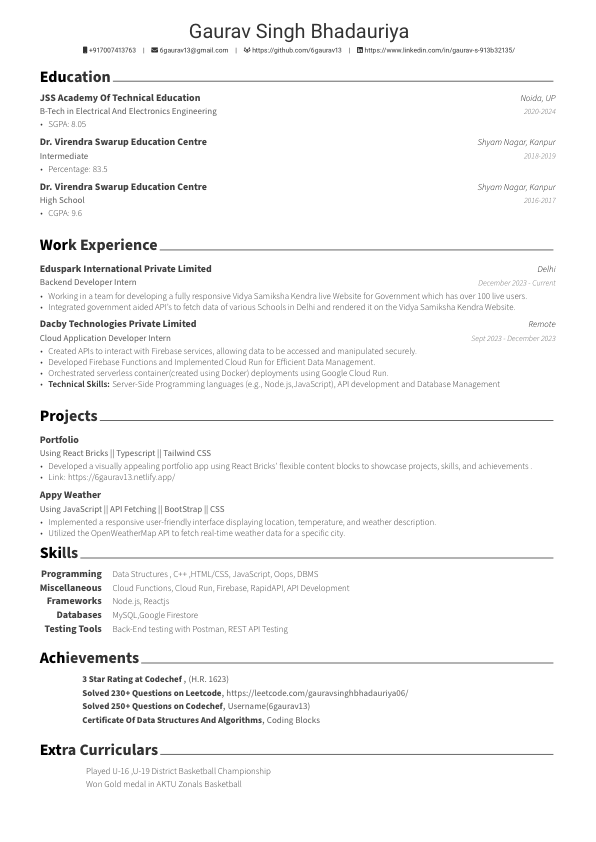 Gaurav Singh Bhadauriya
+917007413763 | 6gaurav13@gmail.com | https://github.com/6gaurav13 | https://www.linkedin.com/in/gaurav-s-913b32135/
Education
JSS Academy Of Technical Education Noida, UP
B-Tech in Electrical And Electronics Engineering 2020-2024
• SGPA: 8.05
Dr. Virendra Swarup Education Centre Shyam Nagar, Kanpur
Intermediate 2018-2019
• Percentage: 83.5
Dr. Virendra Swarup Education Centre Shyam Nagar, Kanpur
High School 2016-2017
• CGPA: 9.6
Work Experience
Eduspark International Private Limited Delhi
Backend Developer Intern December 2023 - Current
• Working in a team for developing a fully responsive Vidya Samiksha Kendra live Website for Government which has over 100 live users.
• Integrated government aided API's to fetch data of various Schools in Delhi and rendered it on the Vidya Samiksha Kendra Website.
Dacby Technologies Private Limited Remote
Cloud Application Developer Intern Sept 2023 - December 2023
• Created APIs to interact with Firebase services, allowing data to be accessed and manipulated securely.
• Developed Firebase Functions and Implemented Cloud Run for Efficient Data Management.
• Orchestrated serverless container(created using Docker) deployments using Google Cloud Run.
• Technical Skills: Server-Side Programming languages (e.g., Node.js,JavaScript), API development and Database Management
Projects
Portfolio
Using React Bricks || Typescript || Tailwind CSS
• Developed a visually appealing portfolio app using React Bricks' flexible content blocks to showcase projects, skills, and achievements .
• Link: https://6gaurav13.netlify.app/
Appy Weather
Using JavaScript || API Fetching || BootStrap || CSS
• Implemented a responsive user-friendly interface displaying location, temperature, and weather description.
• Utilized the OpenWeatherMap API to fetch real-time weather data for a specific city.
Skills
Programming Data Structures , C++ ,HTML/CSS, JavaScript, Oops, DBMS
Miscellaneous Cloud Functions, Cloud Run, Firebase, RapidAPI, API Development
Frameworks Node.js, Reactjs
Databases MySQL,Google Firestore
Testing Tools Back-End testing with Postman, REST API Testing
Achievements
3 Star Rating at Codechef , (H.R. 1623)
Solved 230+ Questions on Leetcode, https://leetcode.com/gauravsinghbhadauriya06/
Solved 250+ Questions on Codechef, Username(6gaurav13)
Certificate Of Data Structures And Algorithms, Coding Blocks
Extra Curriculars
Played U-16 ,U-19 District Basketball Championship
Won Gold medal in AKTU Zonals Basketball